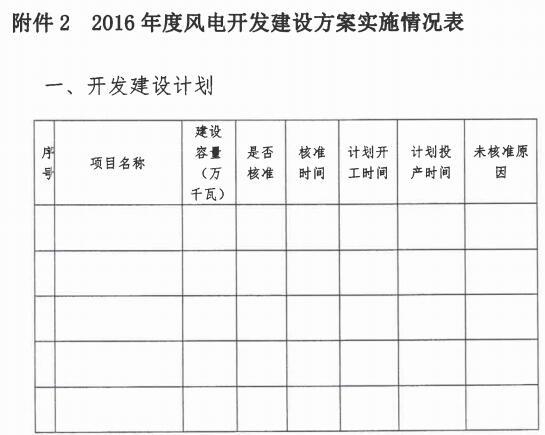 附件 2 2016 年度风电开发建设方案实施情况表
一、开发建设计划
序号
项目名称
建设容量（万千瓦）
是否核准
核准时间
计划开工时间
计划投产时间
未核准原因